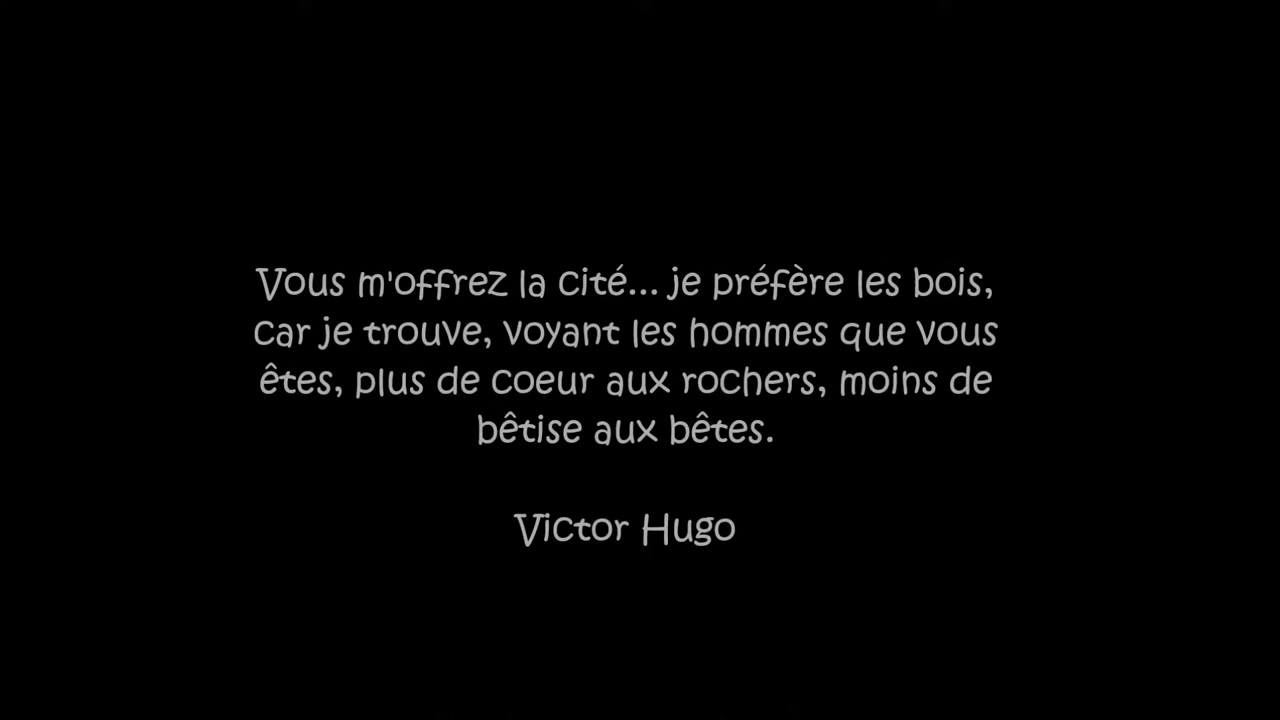 Vous m'offrez la cité... je préfère les bois,
car je trouve, voyant les hommes que vous
êtes, plus de coeur aux rochers, moins de
bêtise aux bêtes.
Victor Hugo